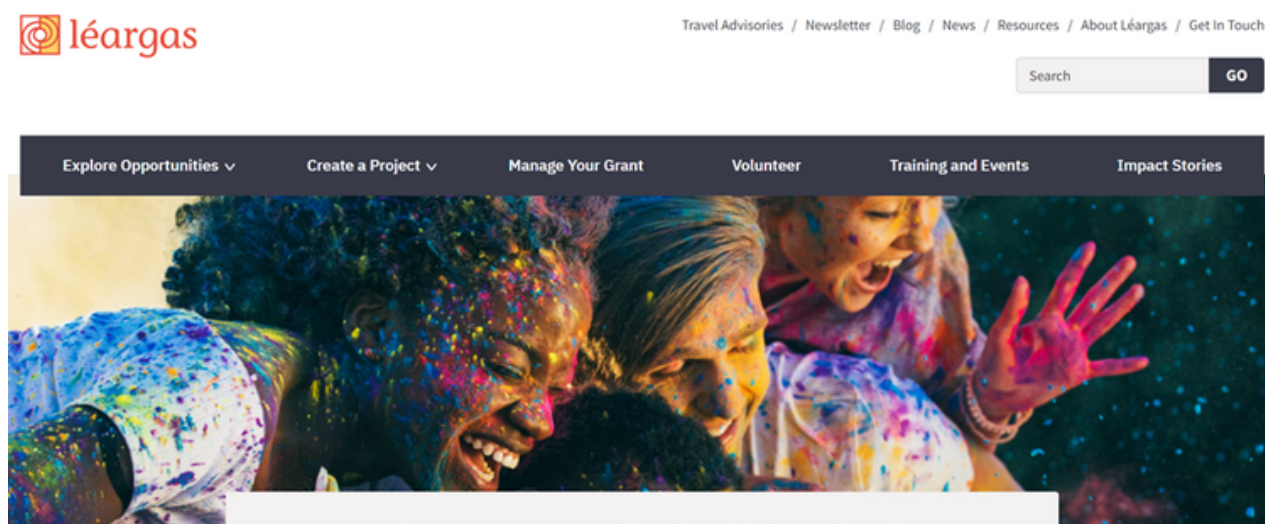 léargas
Travel Advisories / Newsletter / Blog / News / Resources / About Léargas / Get In Touch
Search GO
Explore Opportunities Create a Project Manage Your Grant Volunteer Training and Events Impact Stories